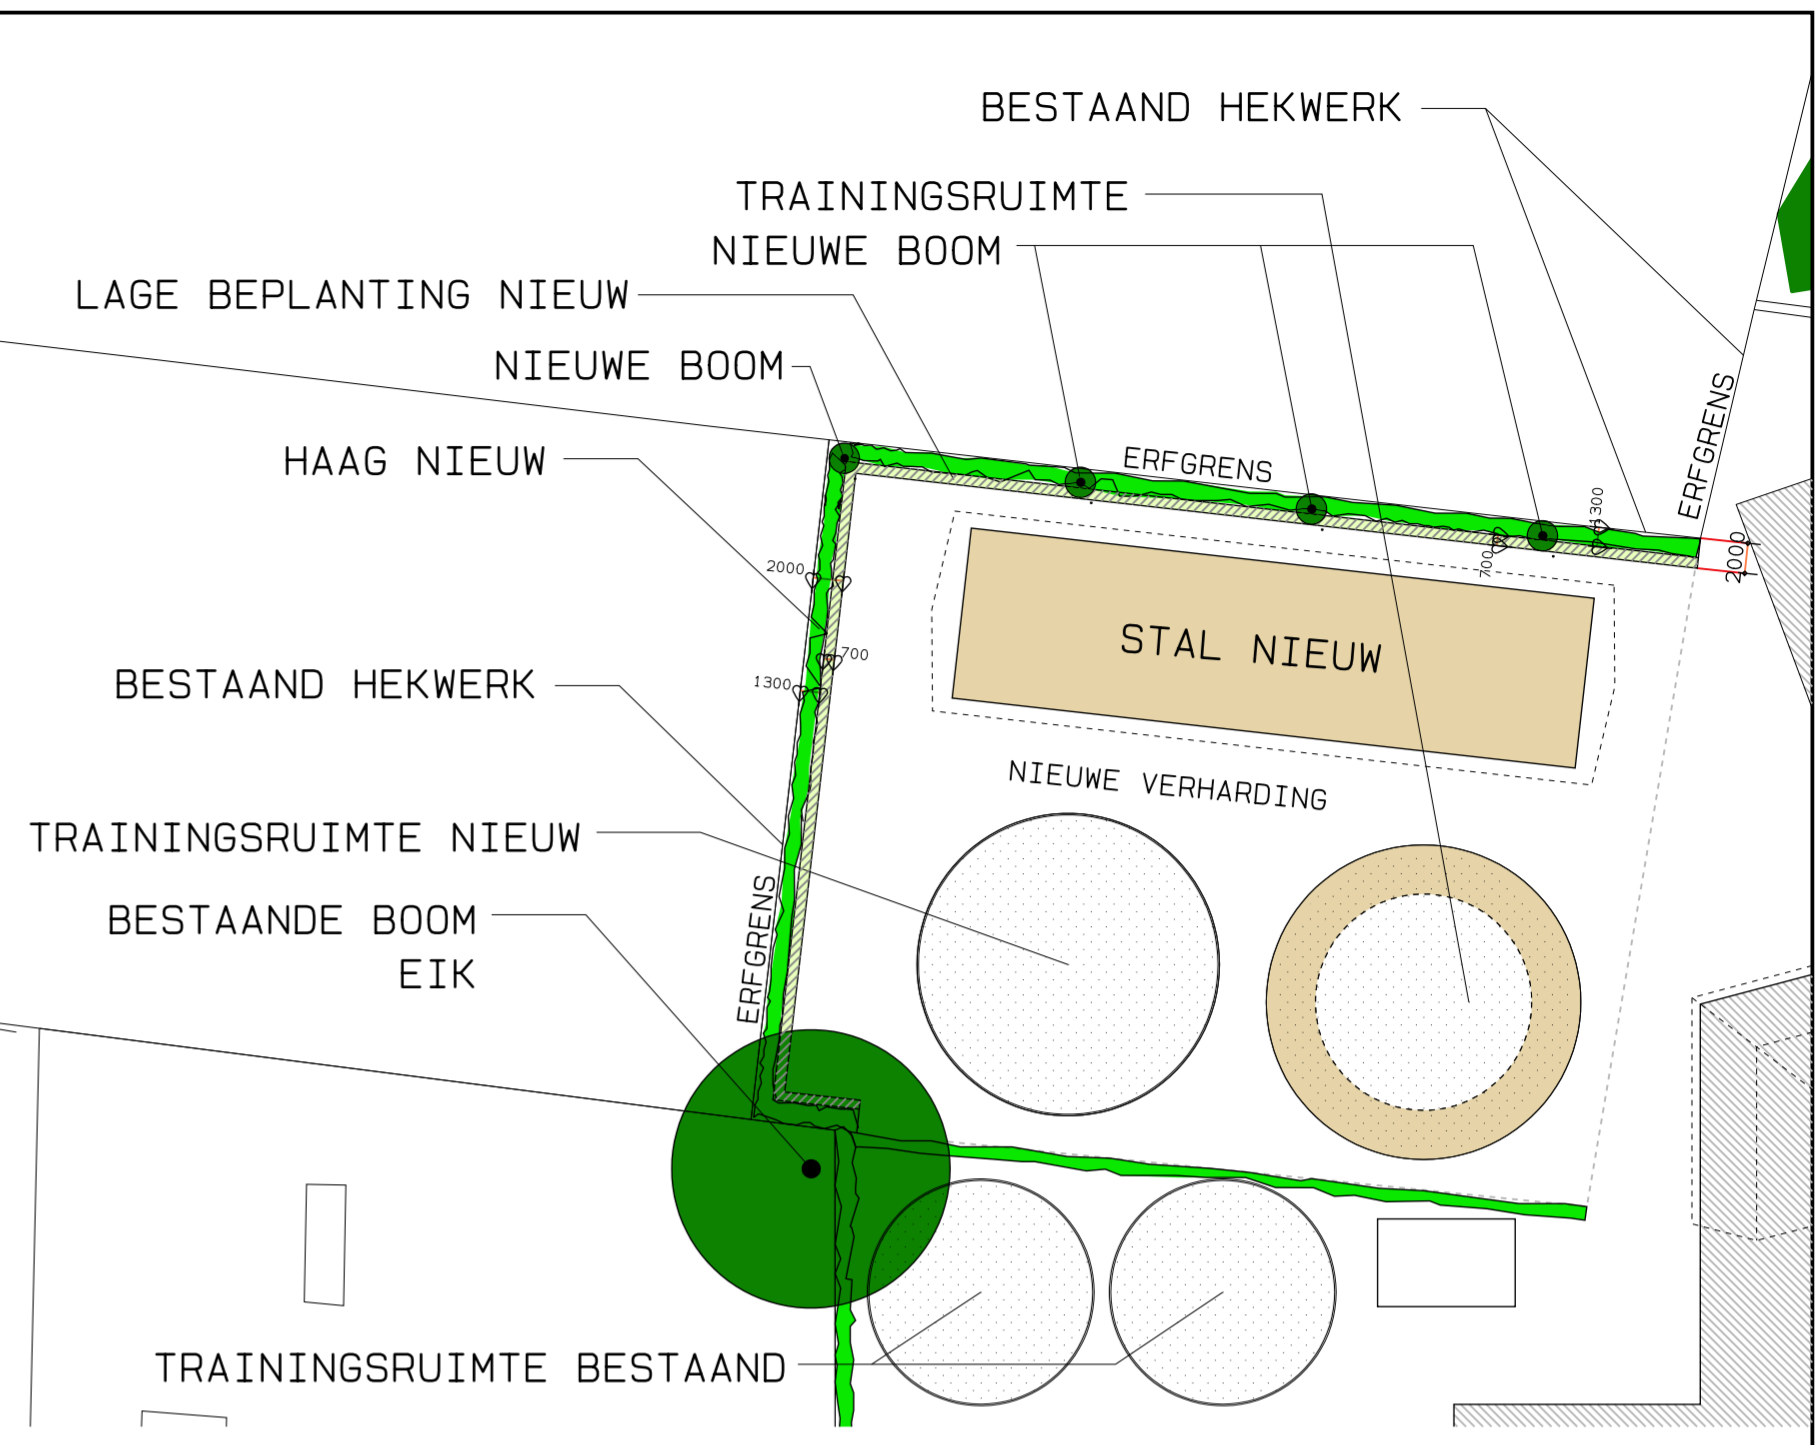 BESTAAND HEKWERK
TRAININGSRUIMTE
NIEUWE BOOM
LAGE BEPLANTING NIEUW
NIEUWE BOOM
ERFGRENS
HAAG NIEUW
ERFGRENS
1300
700
2000
2000
STAL NIEUW
700
1300
BESTAAND HEKWERK
NIEUWE VERHARDING
TRAININGSRUIMTE NIEUW
BESTAANDE BOOM
EIK
ERFGRENS
TRAININGSRUIMTE BESTAAND